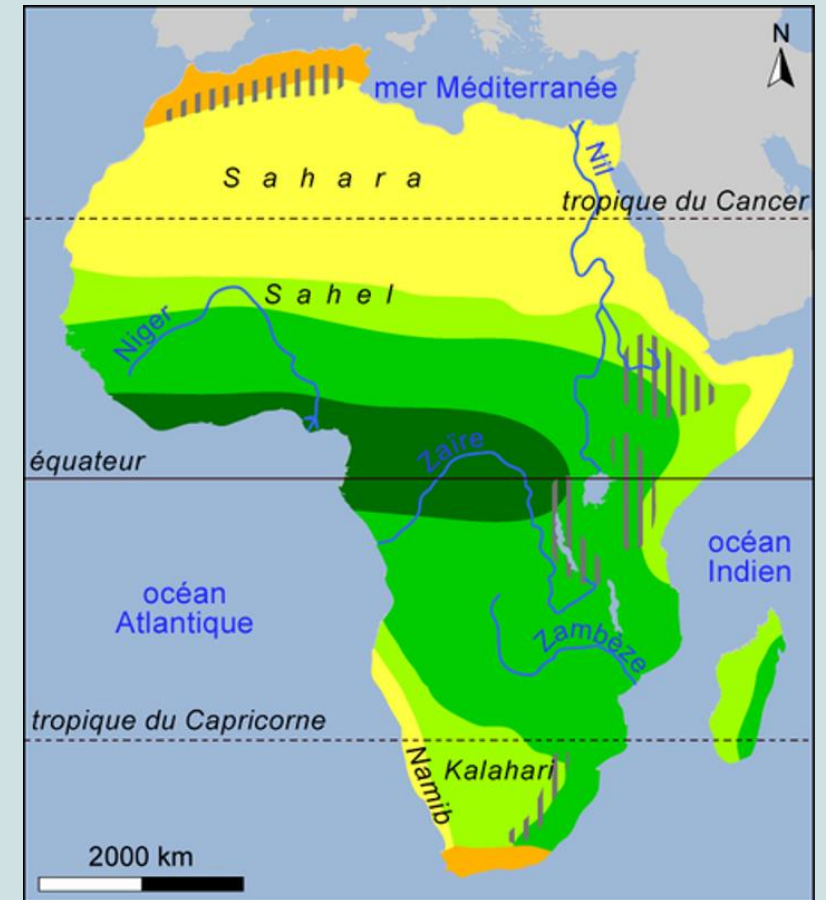 N
mer Méditerranée
Nil
Sahara
tropique du Cancer
Sahel
Niger
Zaïre
équateur
océan
Indien
océan
Atlantique
Zambèze
tropique du Capricorne
Namib
Kalahari
2000 km